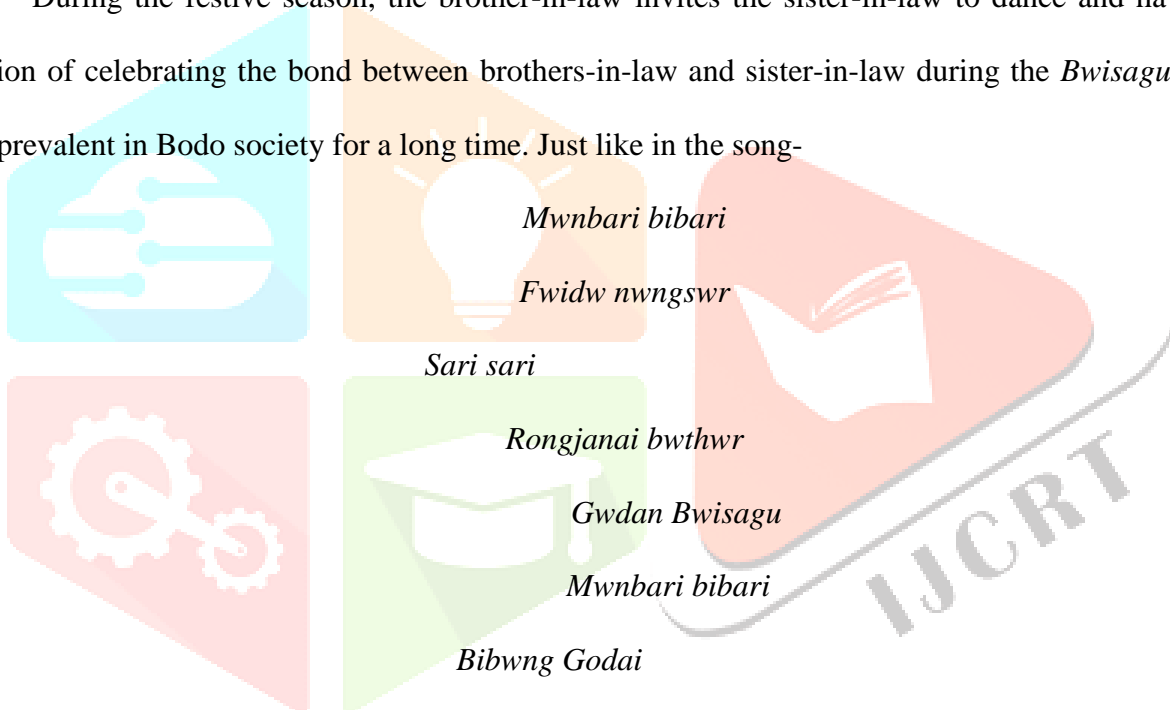 During the festive season, the brother-in-law invites the sister-in-law to dance and
ion of celebrating the bond between brothers-in-law and sister-in-law during the Bwisagu
prevalent in Bodo society for a long time. Just like in the song-
Mwnbari bibari
Fwidw nwngswr
Sari sari
Rongjanai bwthwr
Gwdan Bwisagu
Mwnbari bibari
Bibwng Godai
IJCRT